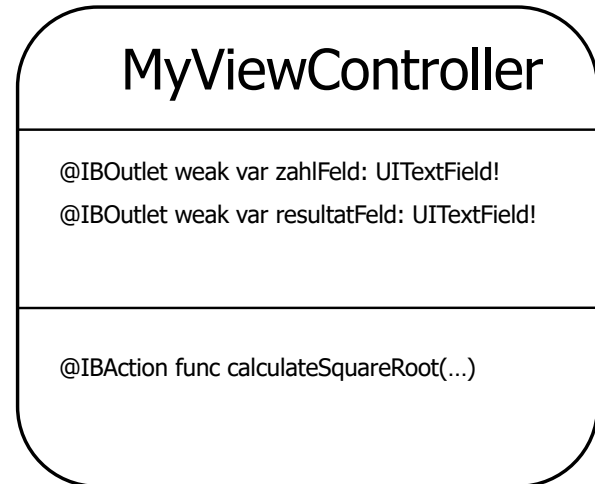 MyViewController
@IBOutlet weak var zahlFeld: UITextField!
@IBOutlet weak var resultatFeld: UITextField!
@IBAction func calculateSquareRoot(…)